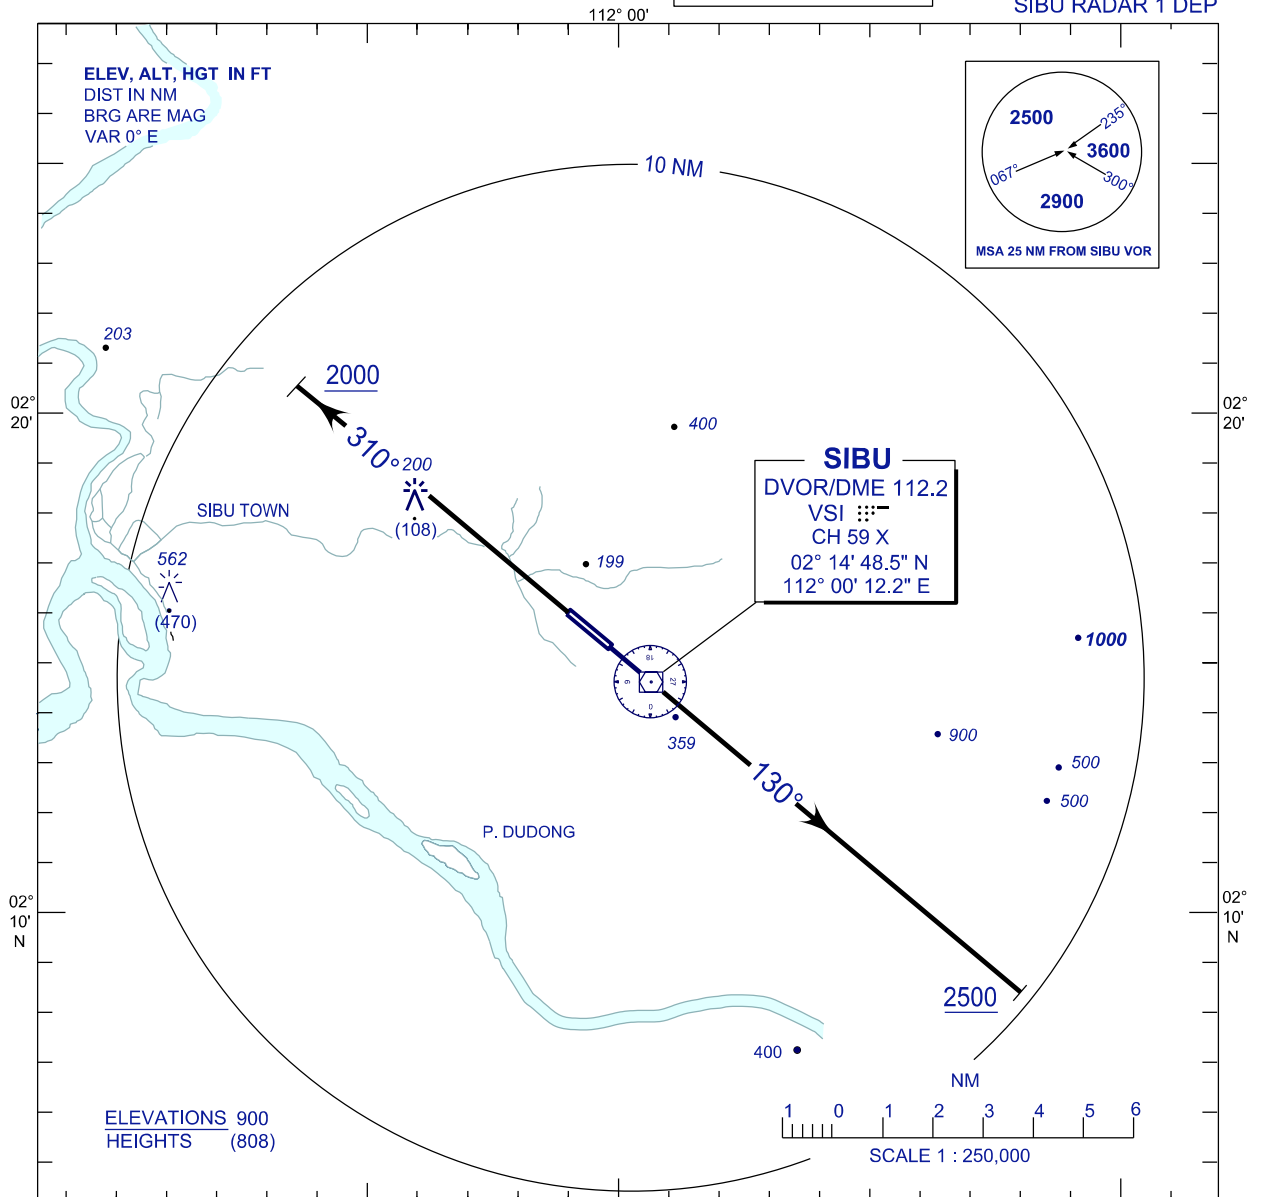 112° 00'
SIBU RADAR 1 DEP
ELEV, ALT, HGT IN FT
DIST IN NM
BRG ARE MAG
VAR 0° E
2500
235°
3600
067°
300°
2900
MSA 25 NM FROM SIBU VOR
10 NM
203
2000
02°
20'
02°
20'
400
310°
200
(108)
SIBU
DVOR/DME 112.2
VSI
CH 59 X
02° 14' 48.5" N
112° 00' 12.2" E
SIBU TOWN
562
(470)
199
1000
18
9
27
0
359
900
500
500
130°
P. DUDONG
02°
10'
N
02°
10'
N
2500
400
NM
1 0 1 2 3 4 5 6
SCALE 1 : 250,000
ELEVATIONS 900
HEIGHTS (808)